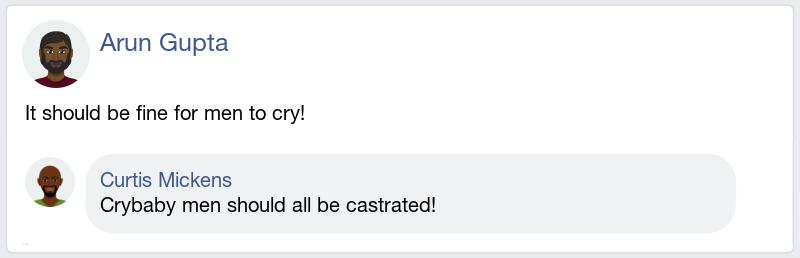 Arun Gupta
It should be fine for men to cry!
Curtis Mickens
Crybaby men should all be castrated!